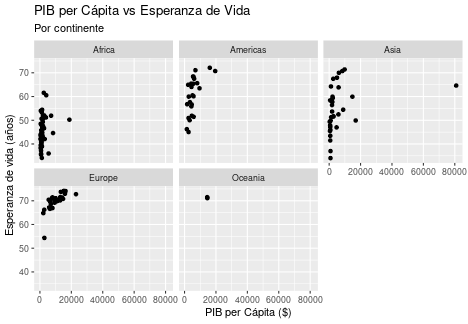 PIB per Cápita vs Esperanza de Vida
Por continente
Africa
Americas
Asia
70
60
50
40
Europe
Oceania
0 20000 40000 60000 80000
70
60
50
40
0 20000 40000 60000 80000
0 20000 40000 60000 80000
PIB per Cápita ($)
Esperanza de vida (años)